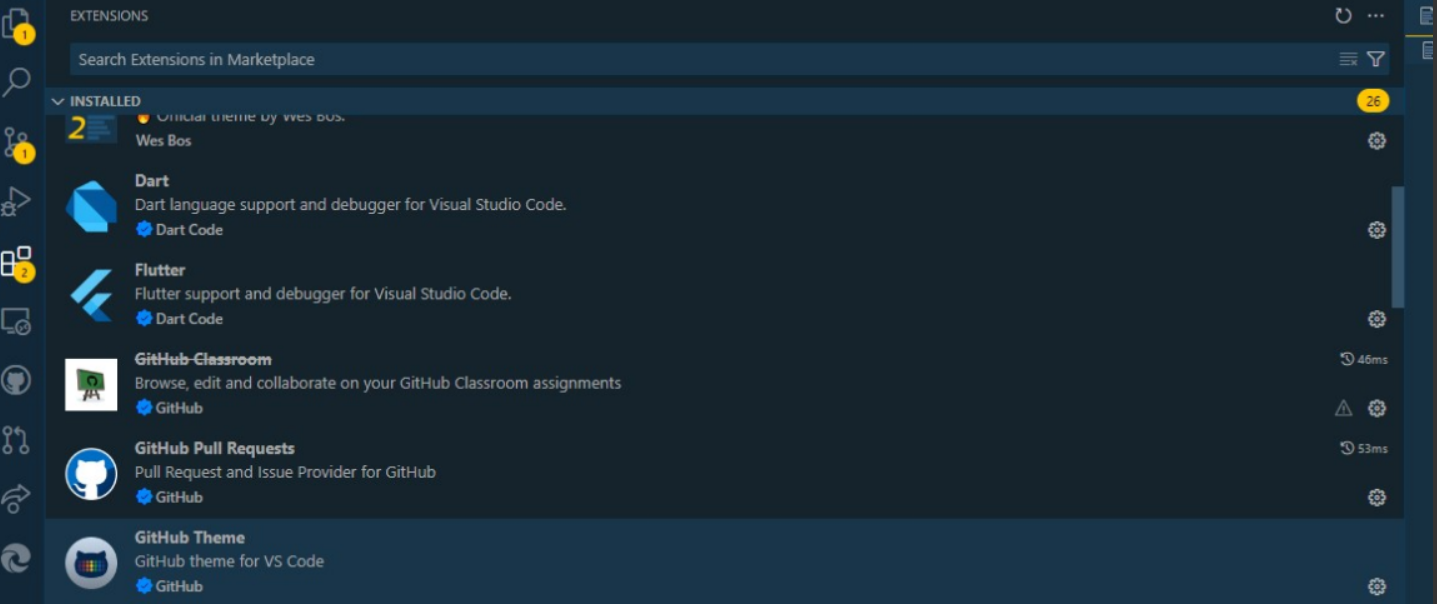 EXTENSIONS
1
Search Extensions in Marketplace
INSTALLED
26
2
Official theme by Wes Bos.
Wes Bos
1
Dart
Dart language support and debugger for Visual Studio Code.
Dart Code
2
Flutter
Flutter support and debugger for Visual Studio Code.
Dart Code
GitHub Classroom
46ms
Browse, edit and collaborate on your GitHub Classroom assignments
GitHub
GitHub Pull Requests
53ms
Pull Request and Issue Provider for GitHub
GitHub
GitHub Theme
GitHub theme for VS Code
GitHub